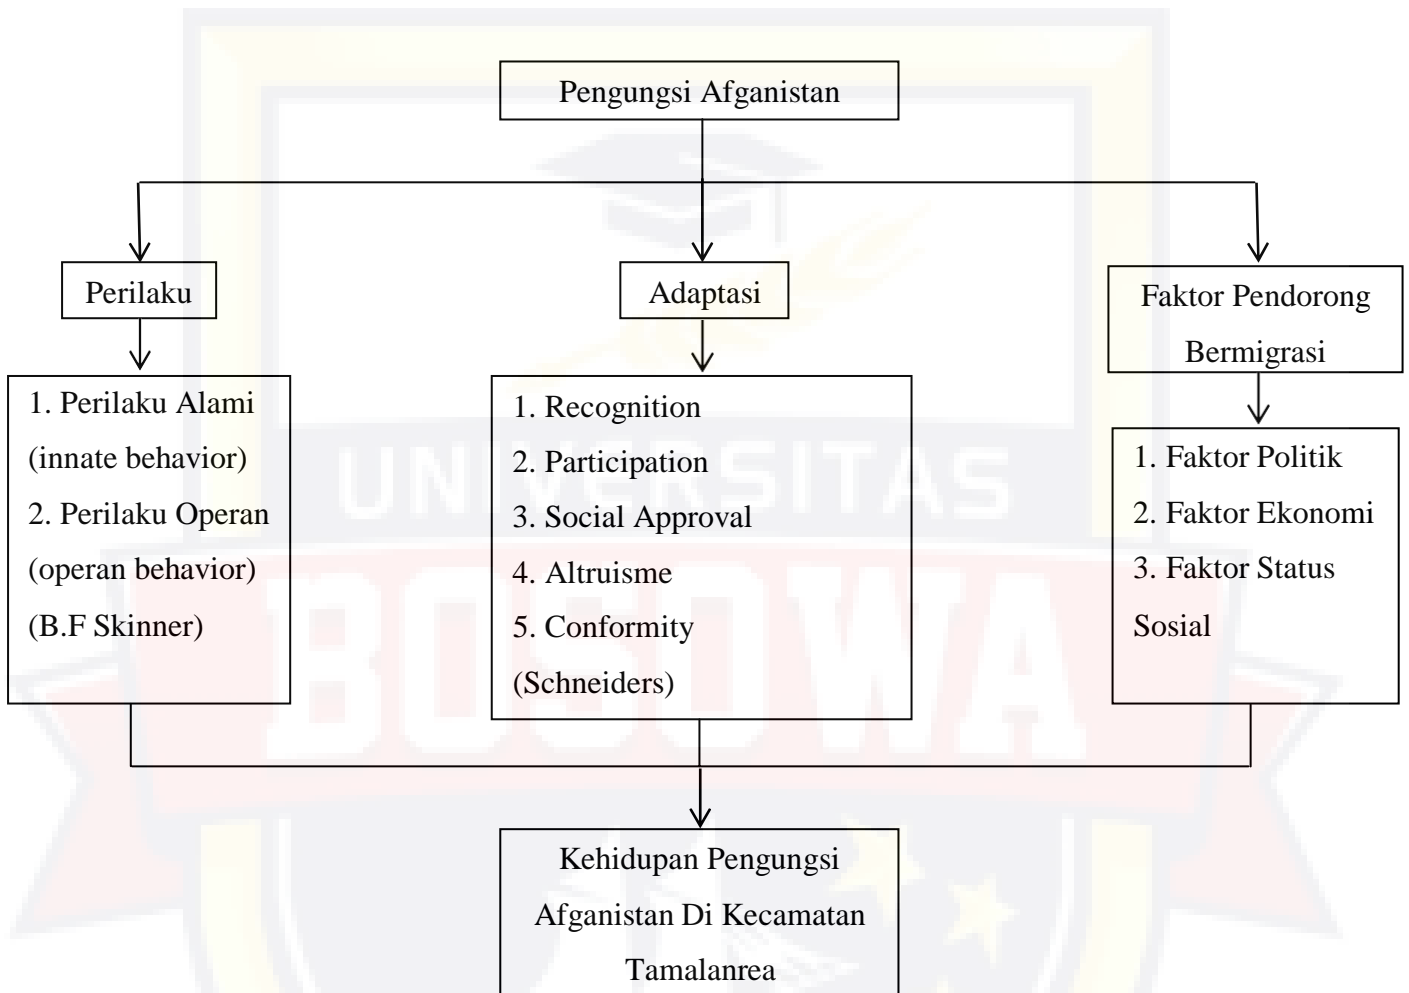 Pengungsi Afganistan
Perilaku
Adaptasi
Faktor Pendorong
Bermigrasi
1. Perilaku Alami
(innate behavior)
2. Perilaku Operan
(operan behavior)
(B.F Skinner)
1. Recognition
2. Participation
3. Social Approval
4. Altruisme
5. Conformity
(Schneiders)
1. Faktor Politik
2. Faktor Ekonomi
3. Faktor Status
Sosial
UNIVERSITAS
BOSOWA
Kehidupan Pengungsi
Afganistan Di Kecamatan
Tamalanrea